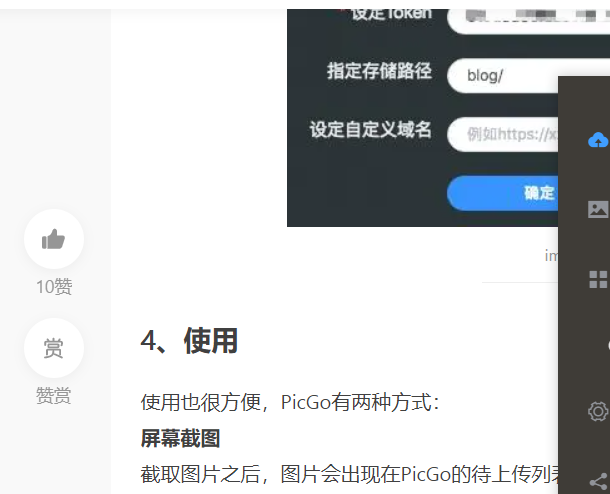 设定Token
指定存储路径
blog/
设定自定义域名
例如https://x
确定
im
10赞
赏
赞赏
4、使用
使用也很方便，PicGo有两种方式：
屏幕截图
截取图片之后，图片会出现在PicGo的待上传列